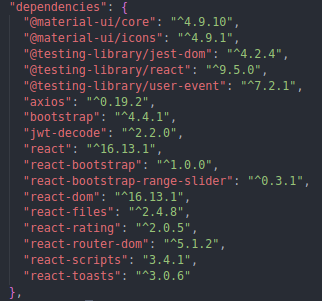 "dependencies": {
"@material-ui/core": "^4.9.10",
"@material-ui/icons": "^4.9.1",
"@testing-library/jest-dom": "^4.2.4",
"@testing-library/react": "^9.5.0",
"@testing-library/user-event": "^7.2.1",
"axios": "^0.19.2",
"bootstrap": "^4.4.1",
"jwt-decode": "^2.2.0",
"react": "^16.13.1",
"react-bootstrap": "^1.0.0",
"react-bootstrap-range-slider": "^0.3.1",
"react-dom": "^16.13.1",
"react-files": "^2.4.8",
"react-rating": "^2.0.5",
"react-router-dom": "^5.1.2",
"react-scripts": "3.4.1",
"react-toasts": "^3.0.6"
},